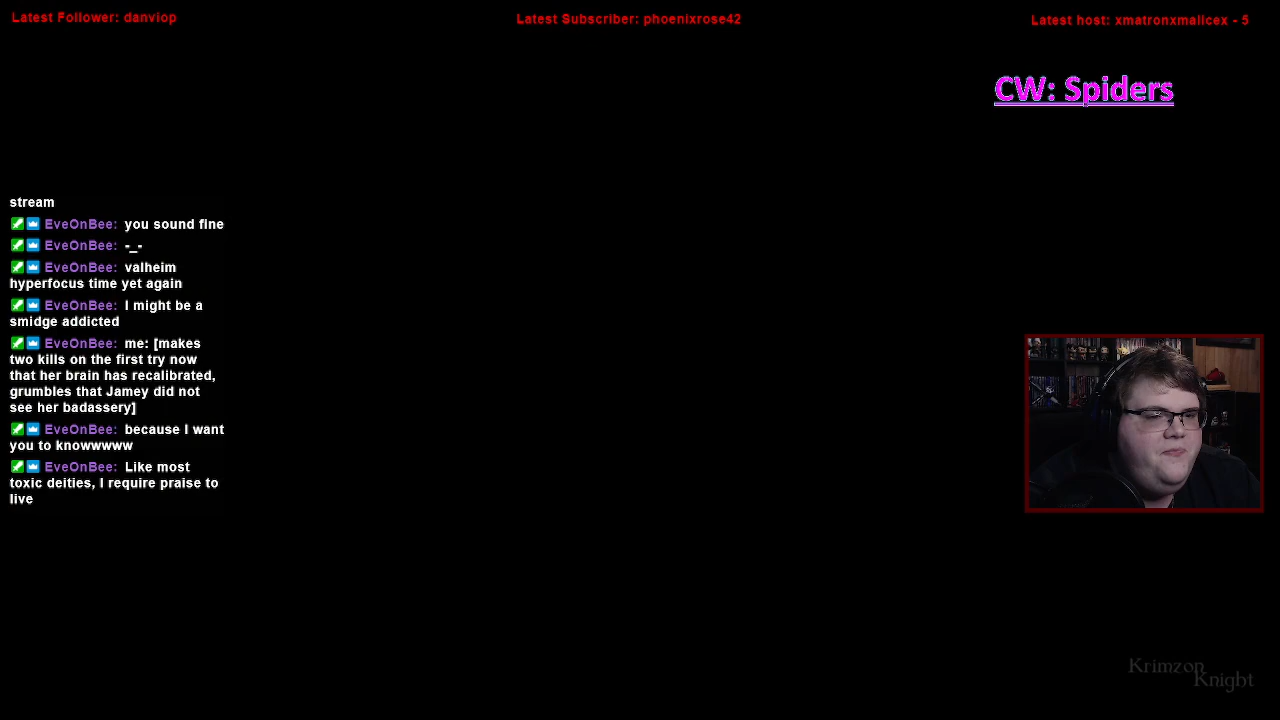 Latest Follower: danviop
Latest Subscriber: phoenixrose42
Latest host: xmatronxmalicex - 5
CW: Spiders
stream
EveOnBee: you sound fine
EveOnBee: -_-
EveOnBee: valheim
hyperfocus time yet again
EveOnBee: I might be a
smidge addicted
EveOnBee: me: [makes
two kills on the first try now
that her brain has recalibrated,
grumbles that Jamey did not
see her badassery]
EveOnBee: because I want
you to knowwwww
EveOnBee: Like most
toxic deities, I require praise to
live
Krimzon
Knight